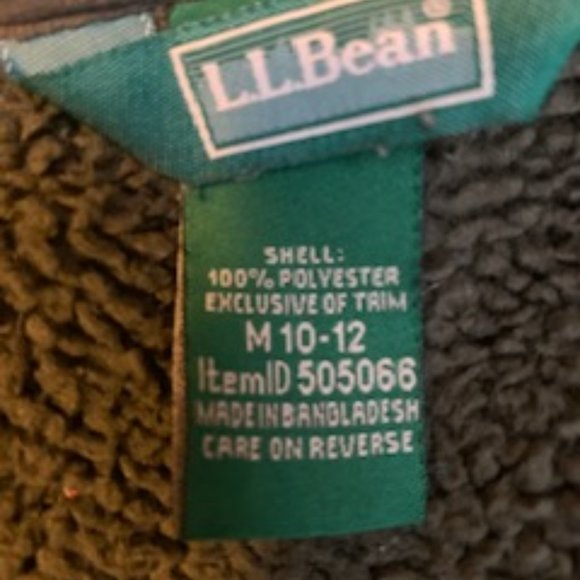 L.L.Bean®
SHELL:
100% POLYESTER
EXCLUSIVE OF TRIM
M 10-12
ItemID 505066
MADE IN BANGLADESH
CARE ON REVERSE